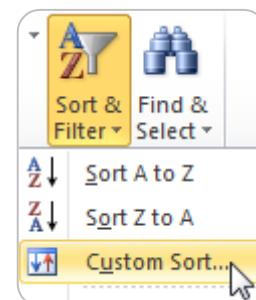 Sort & Find &
Filter Select
Sort A to Z
Sort Z to A
Custom Sort...